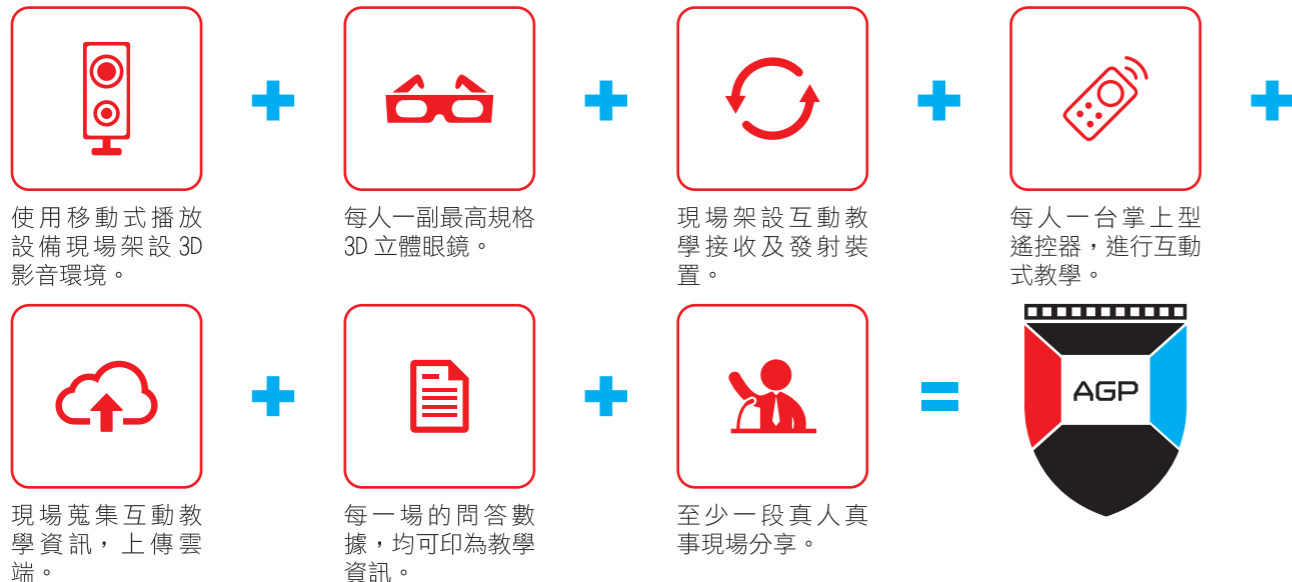 使用移動式播放
設備現場架設 3D
影音環境。
每人一副最高規格
3D 立體眼鏡。
現場架設互動教
學接收及發射裝
置。
每人一台掌上型
遙控器，進行互動
式教學。
現場蒐集互動教
學資訊，上傳雲
端。
每一場的問答數
據，均可印為教學
資訊。
至少一段真人真
事現場分享。
AGP